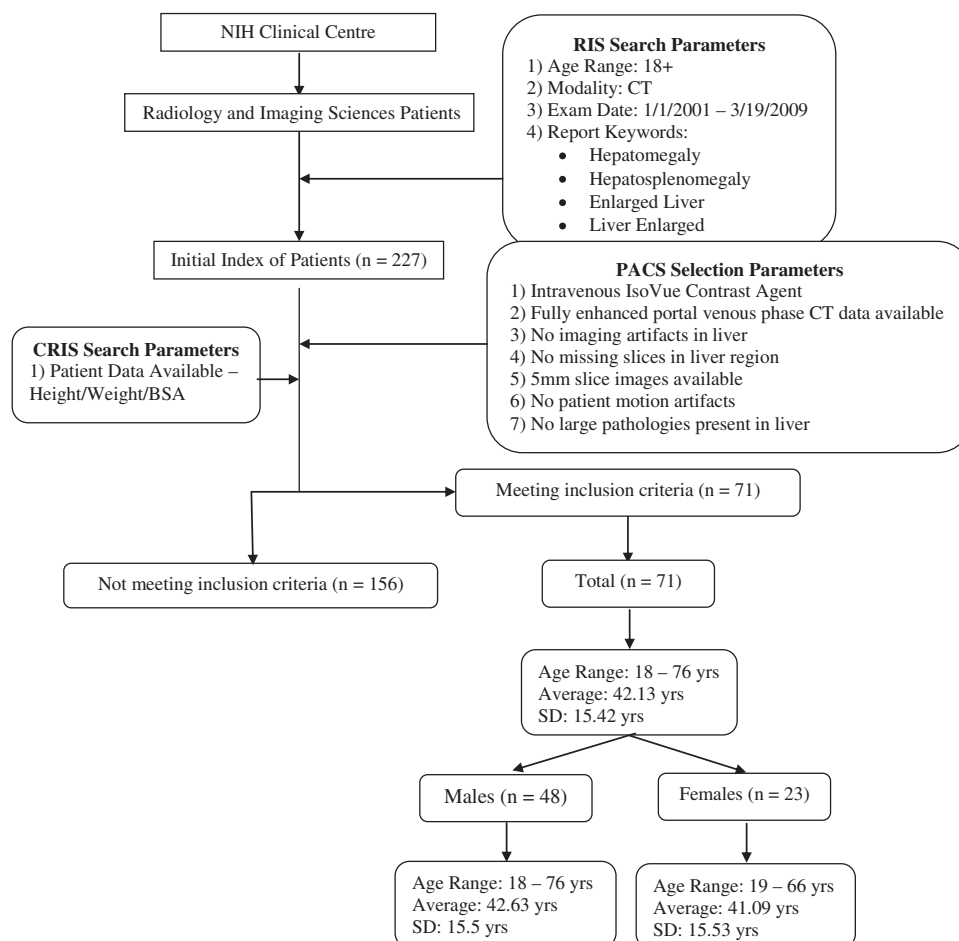 NIH Clinical Centre
Radiology and Imaging Sciences Patients
RIS Search Parameters
1) Age Range: 18+
2) Modality: CT
3) Exam Date: 1/1/2001 – 3/19/2009
4) Report Keywords:
• Hepatomegaly
• Hepatosplenomegaly
• Enlarged Liver
• Liver Enlarged
Initial Index of Patients (n = 227)
PACS Selection Parameters
1) Intravenous IsoVue Contrast Agent
2) Fully enhanced portal venous phase CT data available
3) No imaging artifacts in liver
4) No missing slices in liver region
5) 5mm slice images available
6) No patient motion artifacts
7) No large pathologies present in liver
CRIS Search Parameters
1) Patient Data Available –
Height/Weight/BSA
Meeting inclusion criteria (n = 71)
Not meeting inclusion criteria (n = 156)
Total (n = 71)
Age Range: 18 – 76 yrs
Average: 42.13 yrs
SD: 15.42 yrs
Males (n = 48)
Females (n = 23)
Age Range: 18 – 76 yrs
Average: 42.63 yrs
SD: 15.5 yrs
Age Range: 19 – 66 yrs
Average: 41.09 yrs
SD: 15.53 yrs